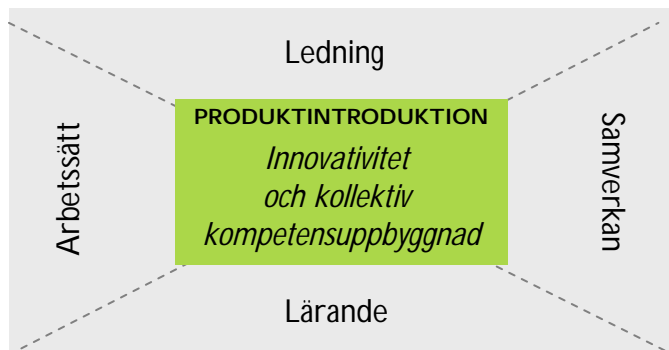 Ledning
Arbetssätt
PRODUKTINTRODUKTION
Innovativitet
och kollektiv
kompetensuppbyggnad
Samverkan
Lärande